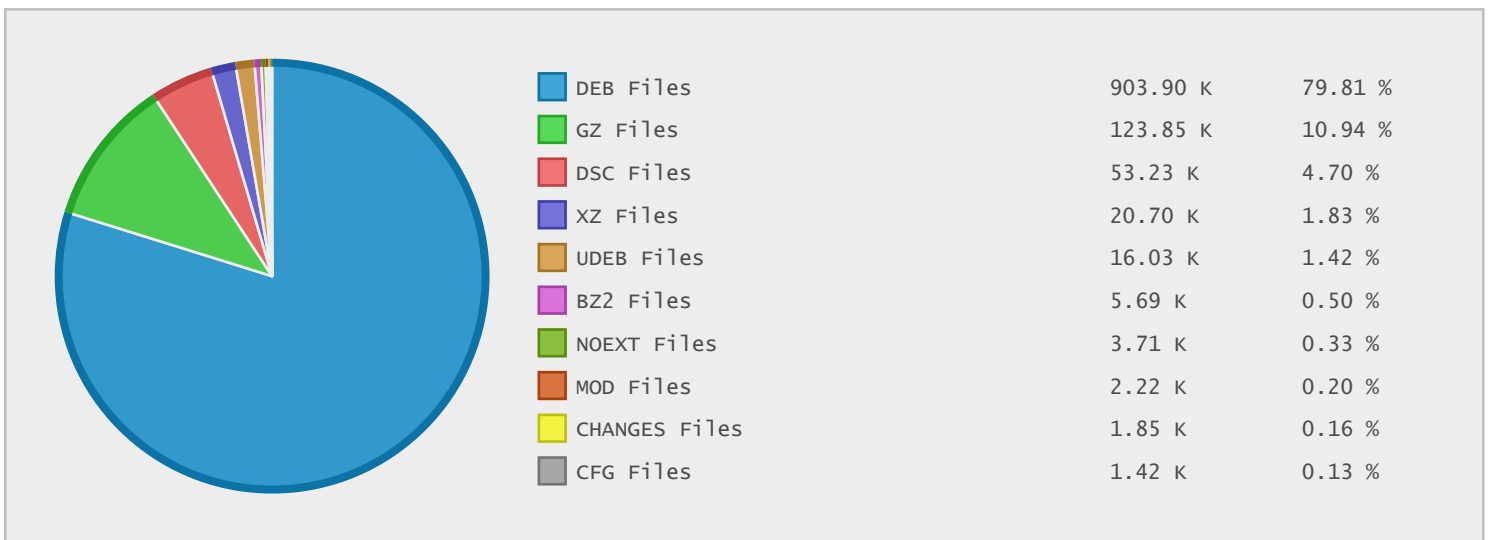 DEB Files 903.90 K 79.81 %
GZ Files 123.85 K 10.94 %
DSC Files 53.23 K 4.70 %
XZ Files 20.70 K 1.83 %
UDEB Files 16.03 K 1.42 %
BZ2 Files 5.69 K 0.50 %
NOEXT Files 3.71 K 0.33 %
MOD Files 2.22 K 0.20 %
CHANGES Files 1.85 K 0.16 %
CFG Files 1.42 K 0.13 %